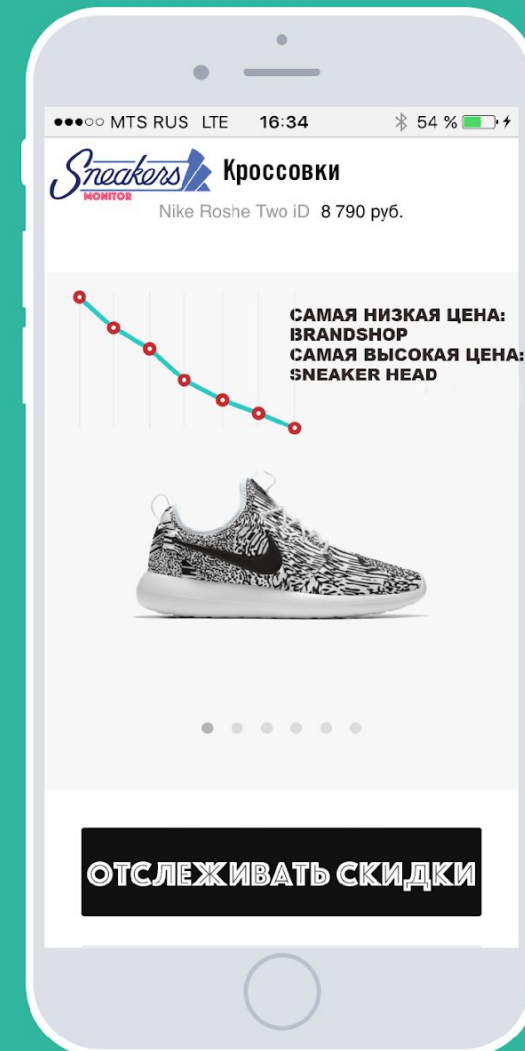 MTS RUS LTE 16:34 54 %
Sneakers
MONITOR
Кроссовки
Nike Roshe Two iD 8 790 руб.
САМАЯ НИЗКАЯ ЦЕНА:
BRANDSHOP
САМАЯ ВЫСОКАЯ ЦЕНА:
SNEAKER HEAD
ОТСЛЕЖИВАТЬ СКИДКИ